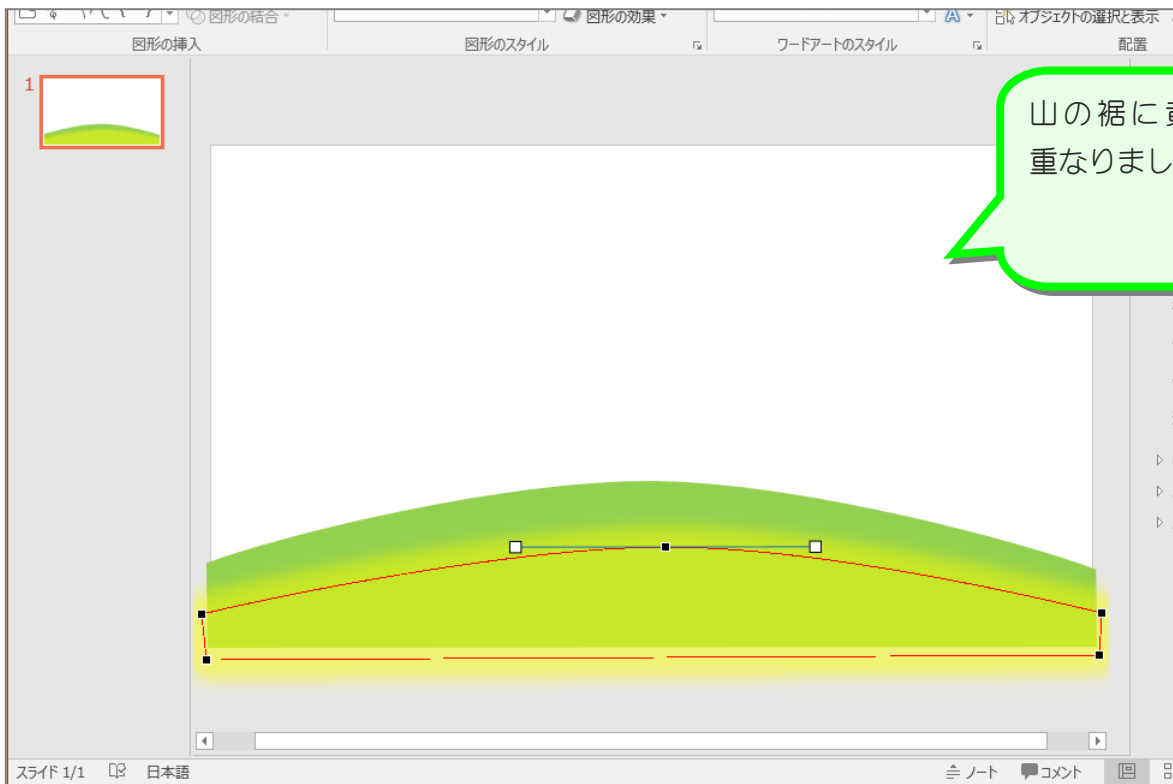 図形の結合
図形の効果
オブジェクトの選択と表示
図形の挿入
図形のスタイル
ワードアートのスタイル
配置
1
山の裾に
重なりまし
スライド 1/1
日本語
ノート
コメント